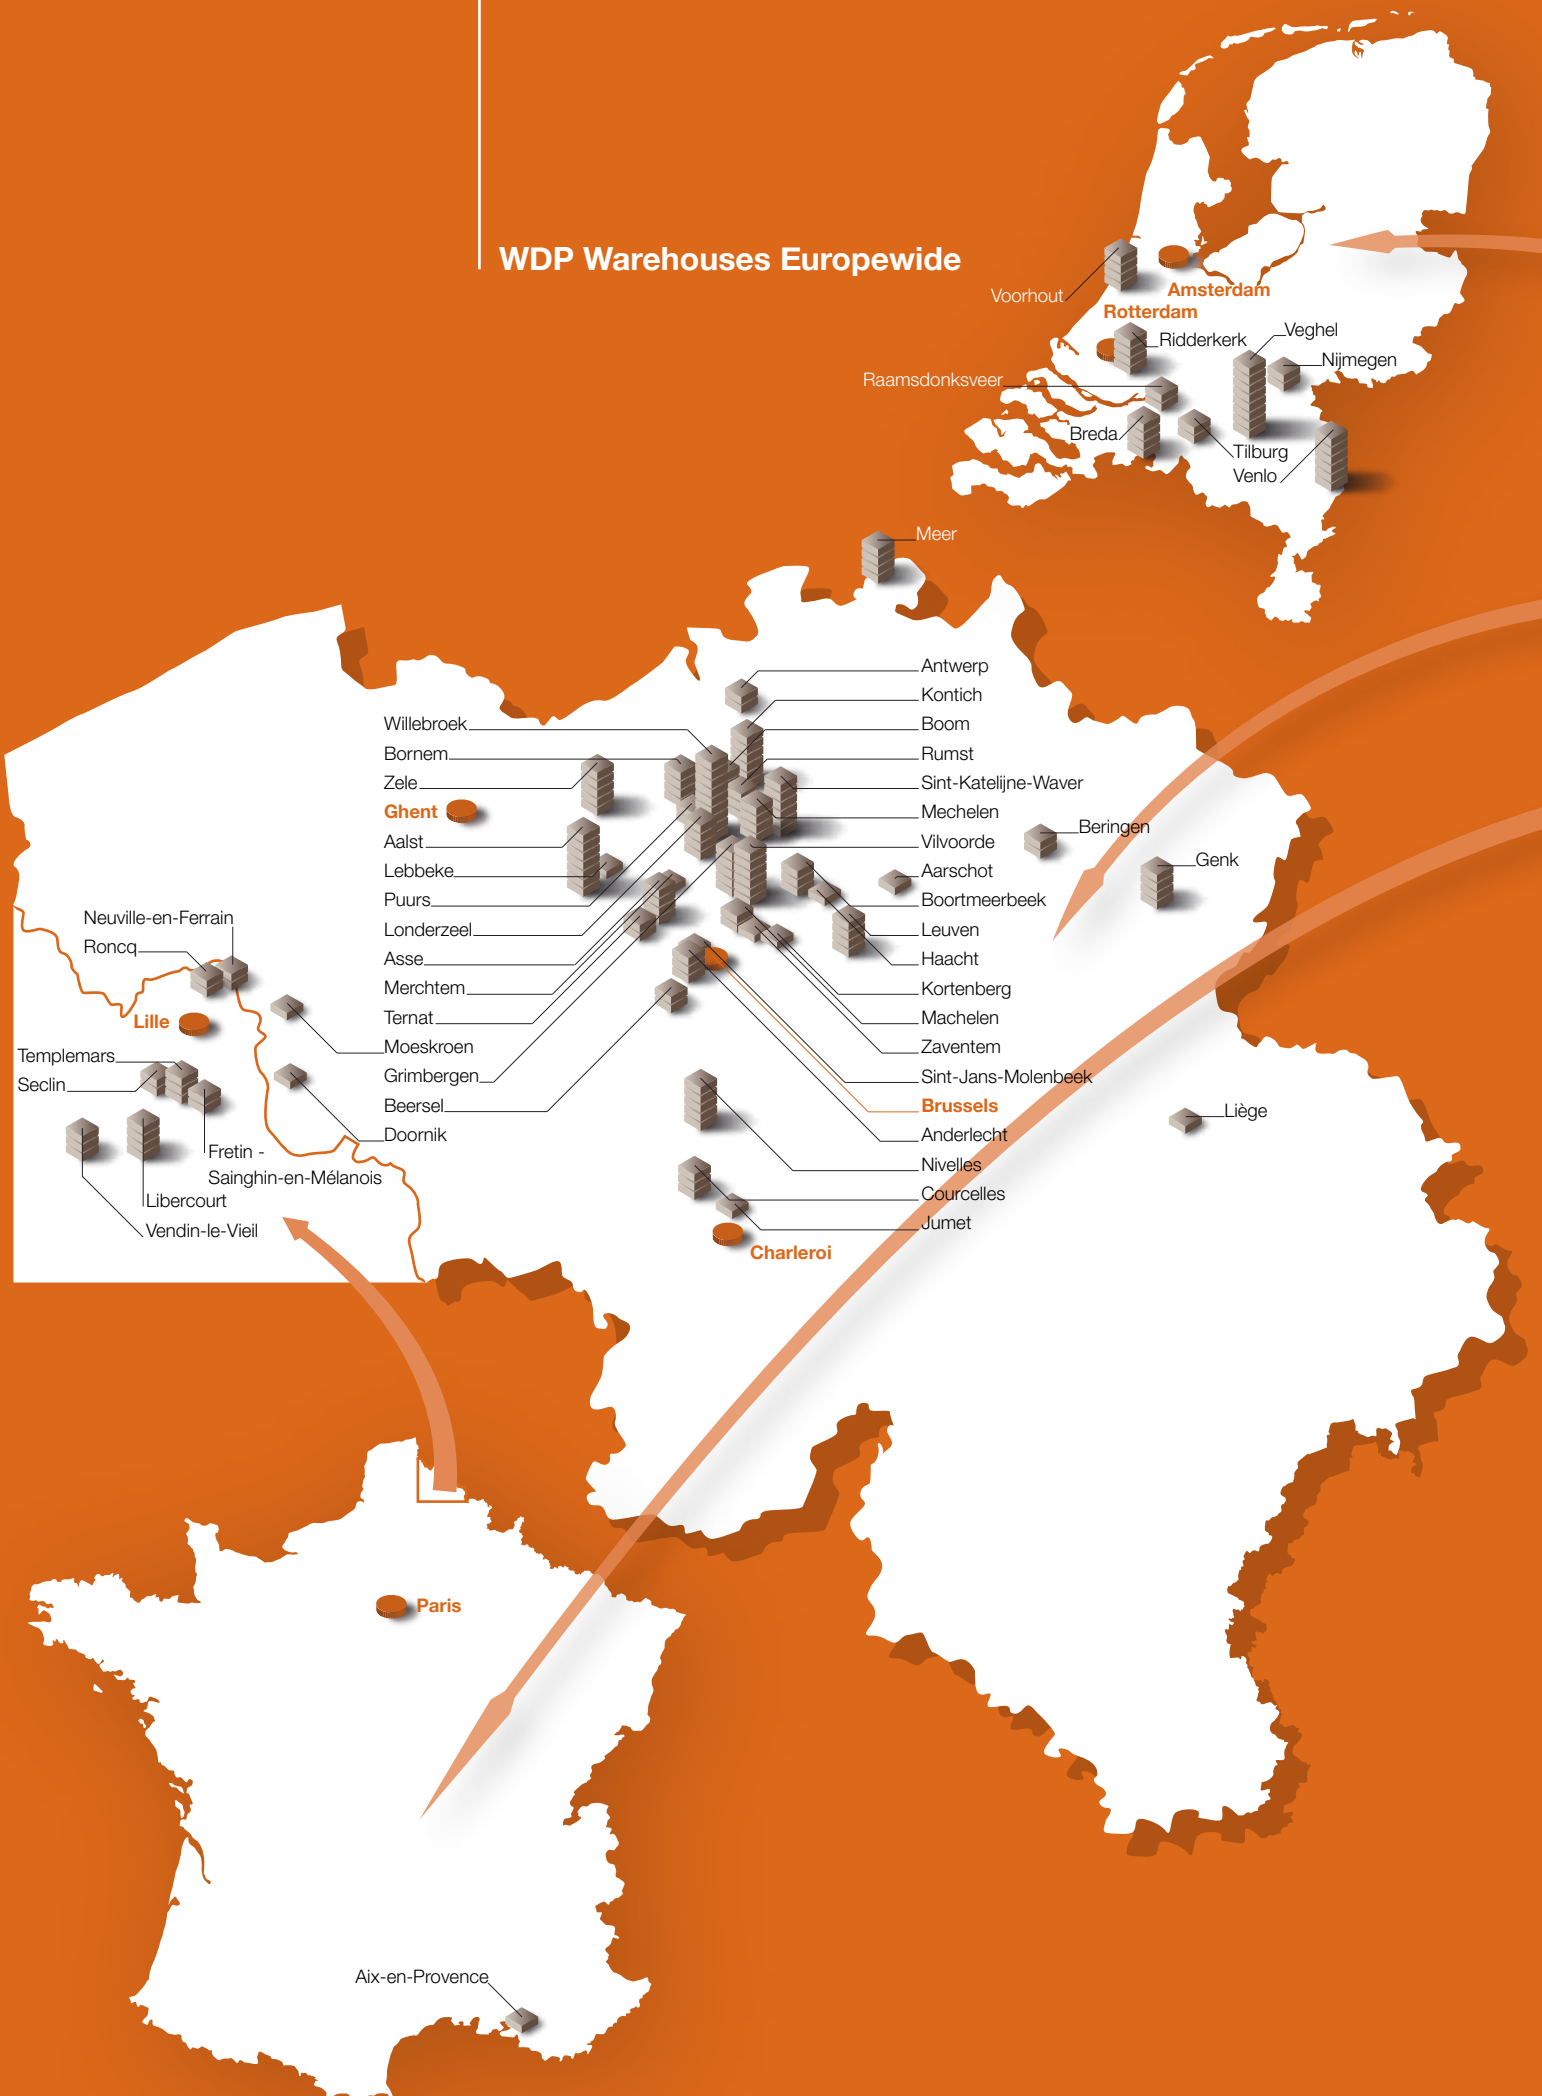 WDP Warehouses Europewide
Voorhout
Amsterdam
Rotterdam
Ridderkerk
Veghel
Nijmegen
Raamsdonksveer
Breda
Tilburg
Venlo
Meer
Antwerp
Kontich
Boom
Rumst
Sint-Katelijne-Waver
Mechelen
Vilvoorde
Aarschot
Boortmeerbeek
Leuven
Haacht
Kortenberg
Machelen
Zaventem
Sint-Jans-Molenbeek
Brussels
Anderlecht
Nivelles
Courcelles
Jumet
Charleroi
Willebroek
Bornem
Zele
Ghent
Aalst
Lebbeke
Puurs
Londerzeel
Asse
Merchtem
Ternat
Moeskroen
Grimbergen
Beersel
Doornik
Beringen
Genk
Liège
Neuville-en-Ferrain
Roncq
Lille
Templemars
Seclin
Fretin -
Sainghin-en-Mélanois
Libercourt
Vendin-le-Vieil
Paris
Aix-en-Provence